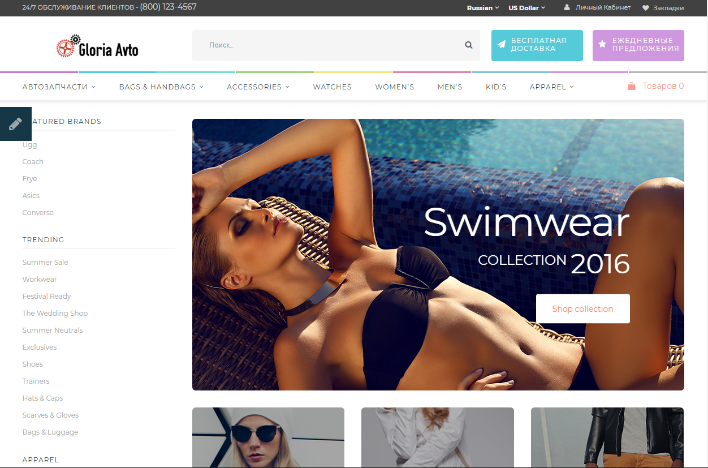 24/7 ОБСЛУЖИВАНИЕ КЛИЕНТОВ - (800) 123-4567
Russian
US Dollar
Личный Кабинет
Закладки
Gloria Avto
Поиск...
БЕСПЛАТНАЯ
ДОСТАВКА
ЕЖЕДНЕВНЫЕ
ПРЕДЛОЖЕНИЯ
АВТОЗАПЧАСТИ
BAGS & HANDBAGS
ACCESSORIES
WATCHES
WOMEN'S
MEN'S
KID'S
APPAREL
Товаров 0
ATURED BRANDS
Ugg
Coach
Frye
Asics
Converse
TRENDING
Summer Sale
Workwear
Festival Ready
The Wedding Shop
Summer Neutrals
Exclusives
Shoes
Trainers
Hats & Caps
Scarves & Gloves
Bags & Luggage
APPAREL
Swimwear
COLLECTION 2016
Shop collection